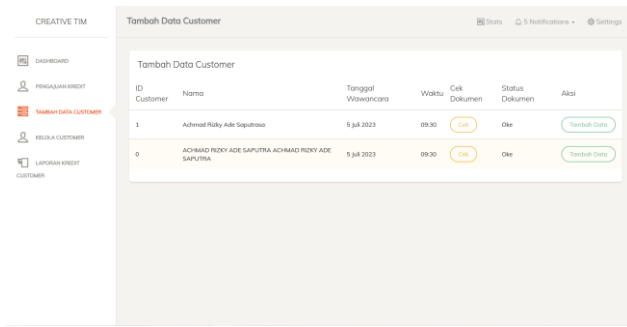 CREATIVE TIM
Tambah Data Customer
Stats
5 Notifications
Settings
DASHBOARD
PENGAJUAN KREDIT
TAMBAH DATA CUSTOMER
KELOLA CUSTOMER
LAPORAN KREDIT
CUSTOMER
Tambah Data Customer
ID Customer Nama Tanggal Wawancara Waktu Cek Dokumen Status Dokumen Aksi
1 Achmad Rizky Ade Saputraso 5 juli 2023 09:30 Cek Oke Tambah Data
0 ACHMAD RIZKY ADE SAPUTRA ACHMAD RIZKY ADE
SAPUTRA 5 juli 2023 09:30 Cek Oke Tambah Data